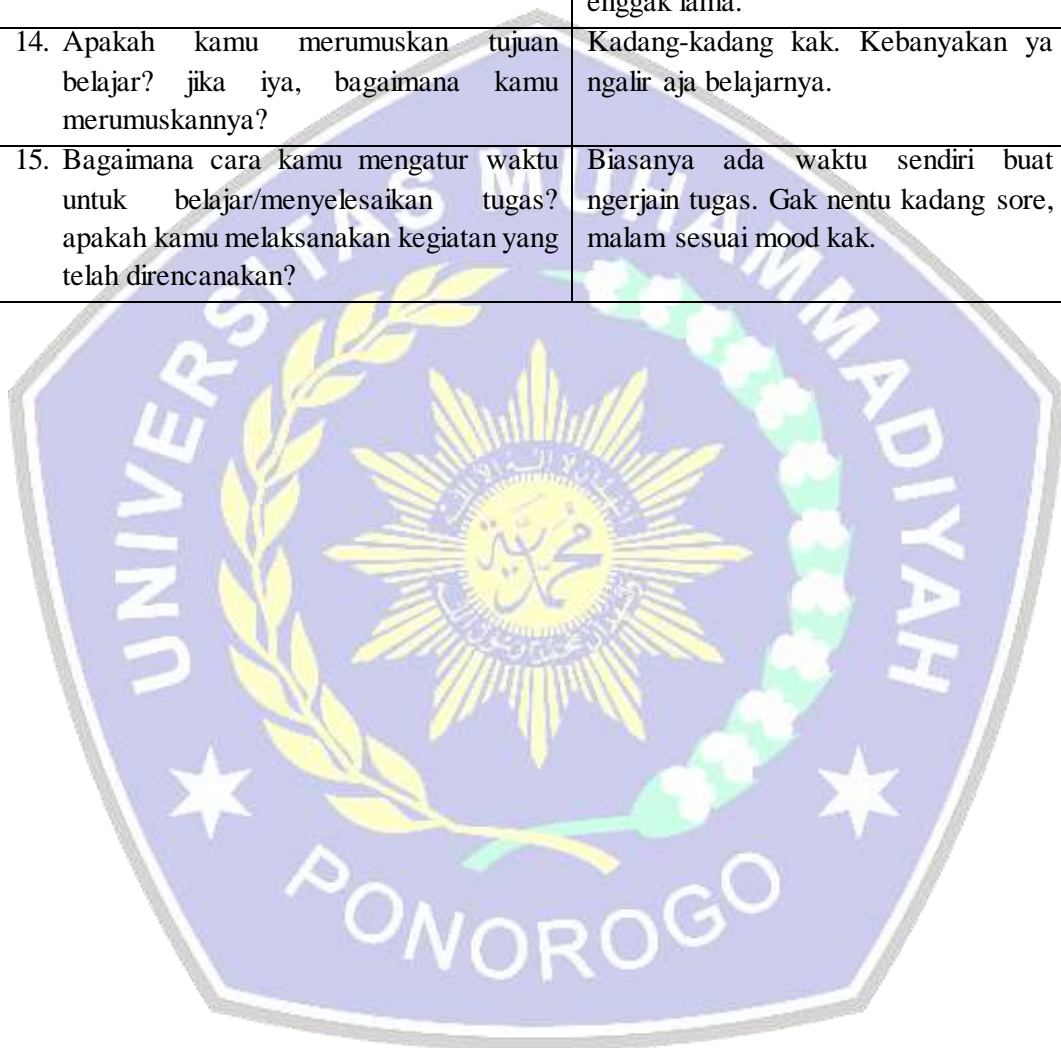 enggak lama.
14. Apakah kamu merumuskan tujuan
belajar? jika iya, bagaimana kamu
merumuskannya?
Kadang-kadang kak. Kebanyakan ya
ngalir aja belajarnya.
15. Bagaimana cara kamu mengatur waktu
untuk belajar/menyelesaikan tugas?
apakah kamu melaksanakan kegiatan yang
telah direncanakan?
Biasanya ada waktu sendiri buat
ngerjain tugas. Gak nentu kadang sore,
malam sesuai mood kak.
UNIVERSITAS MUHAMMADIYAH
PONOROGO
محمدية